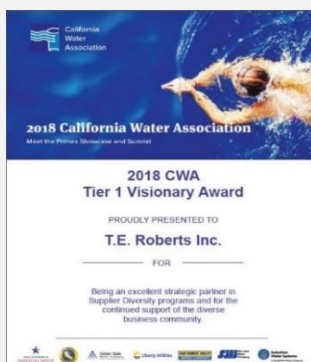 California
Water
Association
2018 California Water Association
Meet the Primes Showcase and Summit
2018 CWA
Tier 1 Visionary Award
PROUDLY PRESENTED TO
T.E. Roberts Inc.
FOR
Being an excellent strategic partner in
Supplier Diversity programs and for the
continued support of the diverse
business community.
Liberty Utilities